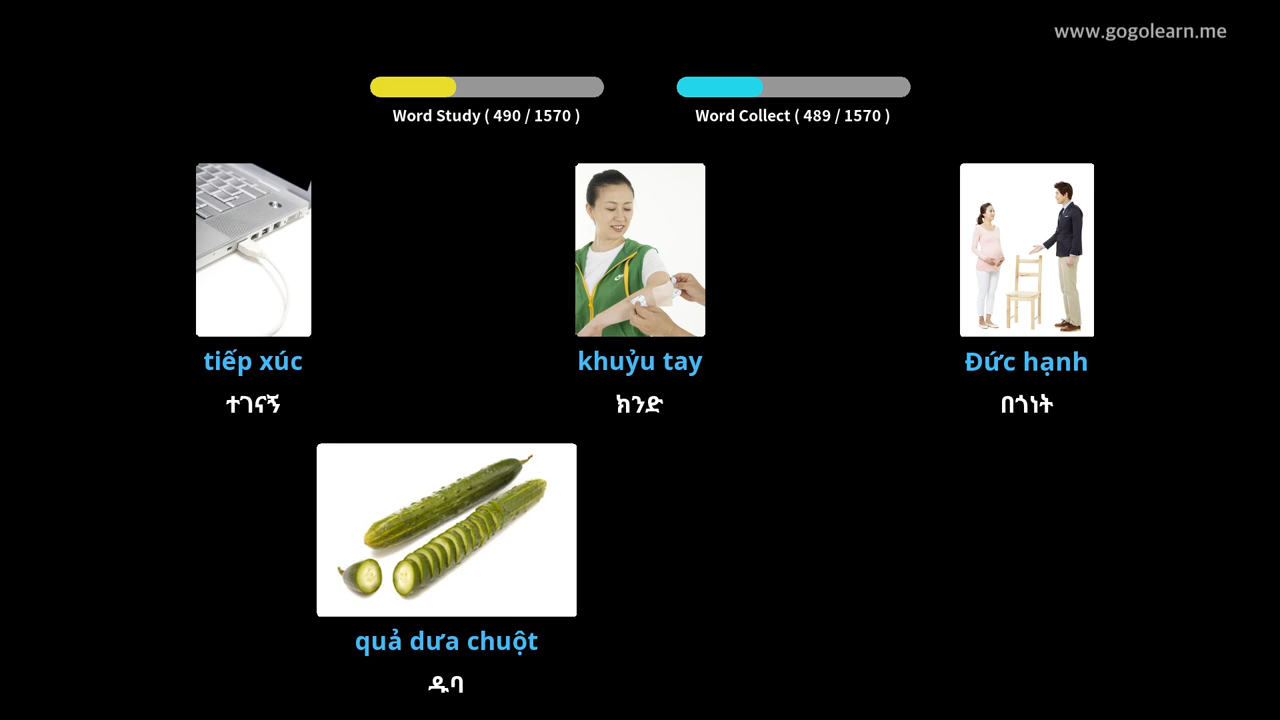 www.gogolearn.me
Word Study ( 490 / 1570 )
Word Collect ( 489 / 1570 )
tiếp xúc
ተገናኝ
khuỷu tay
ክንድ
Đức hạnh
በጎነት
quả dưa chuột
ዱባ